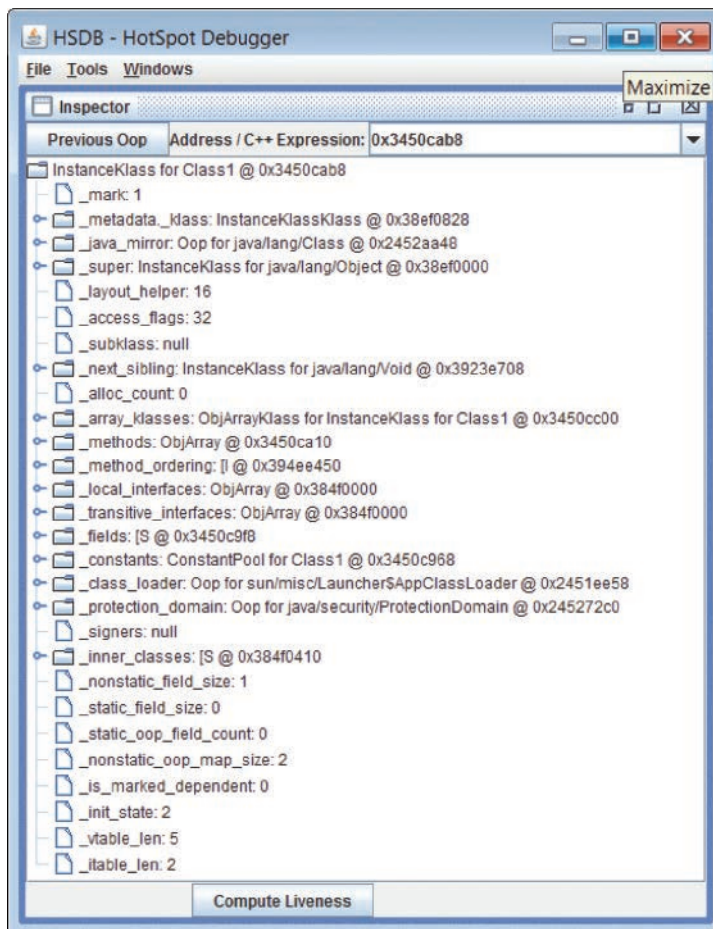 HSDB - HotSpot Debugger
File Tools Windows
Maximize
Inspector
Previous Oop Address / C++ Expression: 0x3450cab8
InstanceKlass for Class1 @ 0x3450cab8
_mark: 1
_metadata._klass: InstanceKlassKlass @ 0x38ef0828
_java_mirror: Oop for java/lang/Class @ 0x2452aa48
_super: InstanceKlass for java/lang/Object @ 0x38ef0000
_layout_helper: 16
_access_flags: 32
_subklass: null
_next_sibling: InstanceKlass for java/lang/Void @ 0x3923e708
_alloc_count: 0
_array_klasses: ObjArrayKlass for InstanceKlass for Class1 @ 0x3450cc00
_methods: ObjArray @ 0x3450ca10
_method_ordering: [I @ 0x394ee450
_local_interfaces: ObjArray @ 0x384f0000
_transitive_interfaces: ObjArray @ 0x384f0000
_fields: [S @ 0x3450c9f8
_constants: ConstantPool for Class1 @ 0x3450c968
_class_loader: Oop for sun/misc/Launcher$AppClassLoader @ 0x2451ee58
_protection_domain: Oop for java/security/ProtectionDomain @ 0x245272c0
_signers: null
_inner_classes: [S @ 0x384f0410
_nonstatic_field_size: 1
_static_field_size: 0
_static_oop_field_count: 0
_nonstatic_oop_map_size: 2
_is_marked_dependent: 0
_init_state: 2
_vtable_len: 5
_itable_len: 2
Compute Liveness